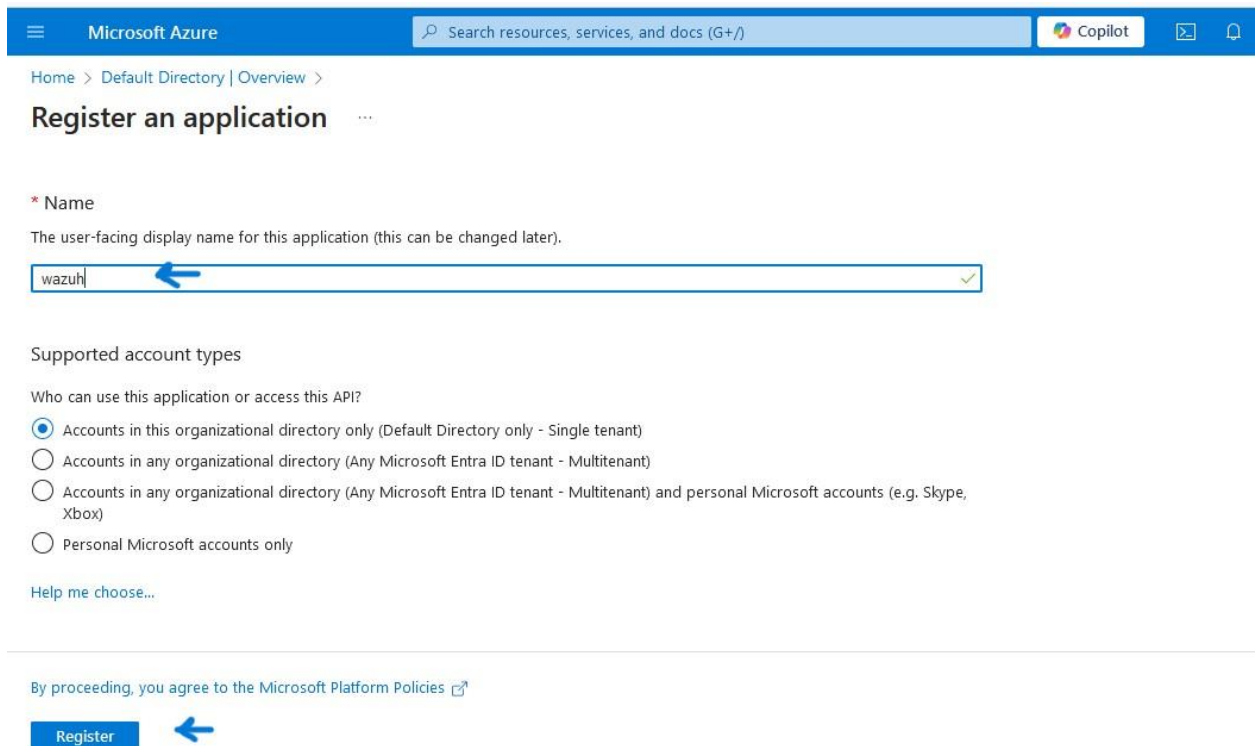 Microsoft Azure
Search resources, services, and docs (G+/)
Copilot
Home > Default Directory | Overview >
Register an application ...
* Name
The user-facing display name for this application (this can be changed later).
wazuh
Supported account types
Who can use this application or access this API?
Accounts in this organizational directory only (Default Directory only - Single tenant)
Accounts in any organizational directory (Any Microsoft Entra ID tenant - Multitenant)
Accounts in any organizational directory (Any Microsoft Entra ID tenant - Multitenant) and personal Microsoft accounts (e.g. Skype,
Xbox)
Personal Microsoft accounts only
Help me choose...
By proceeding, you agree to the Microsoft Platform Policies
Register